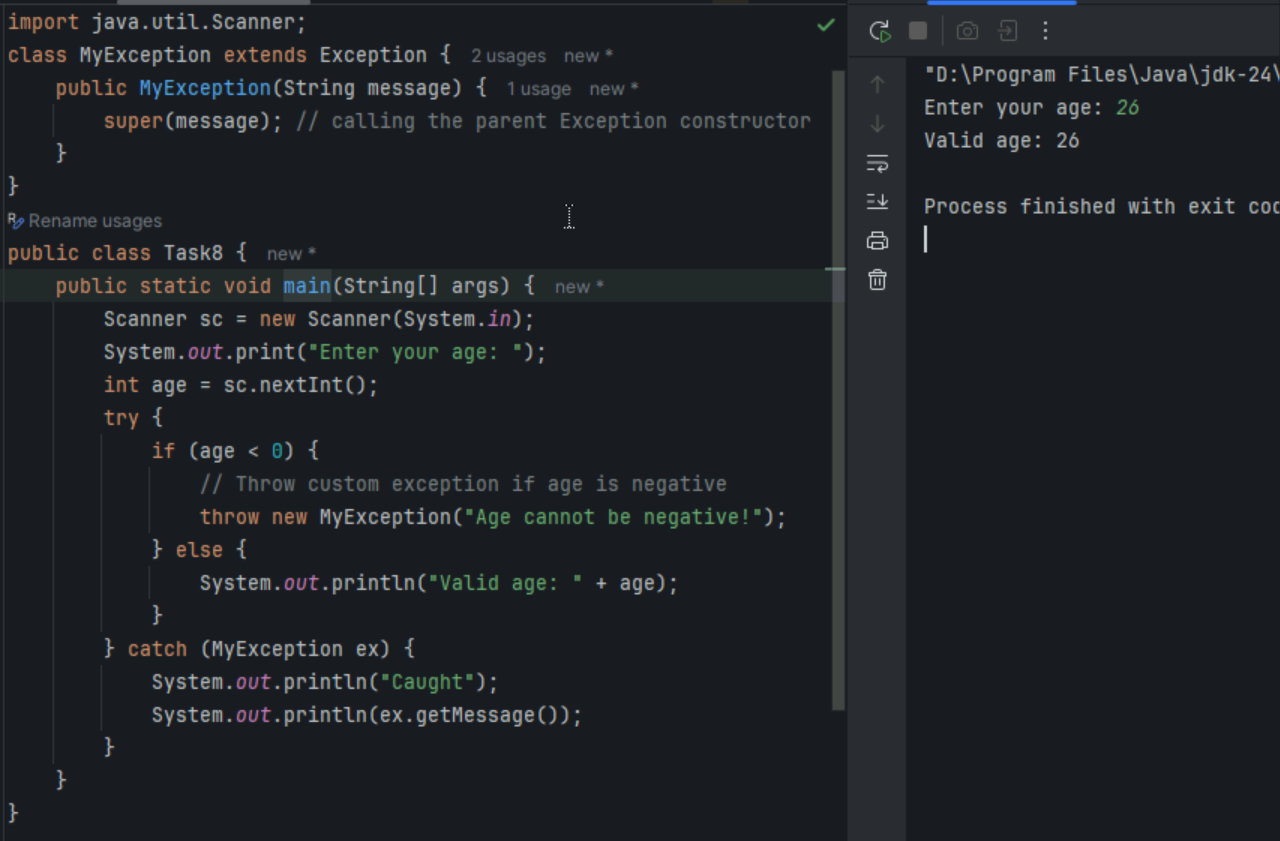 import java.util.Scanner;
class MyException extends Exception {  2 usages  new *
    public MyException(String message) {  1 usage  new *
        super(message); // calling the parent Exception constructor
    }
}
Rename usages
public class Task8 {  new *
    public static void main(String[] args) {  new *
        Scanner sc = new Scanner(System.in);
        System.out.print("Enter your age: ");
        int age = sc.nextInt();
        try {
            if (age < 0) {
                // Throw custom exception if age is negative
                throw new MyException("Age cannot be negative!");
            } else {
                System.out.println("Valid age: " + age);
            }
        } catch (MyException ex) {
            System.out.println("Caught");
            System.out.println(ex.getMessage());
        }
    }
}
"D:\Program Files\Java\jdk-24\
Enter your age: 26
Valid age: 26
Process finished with exit